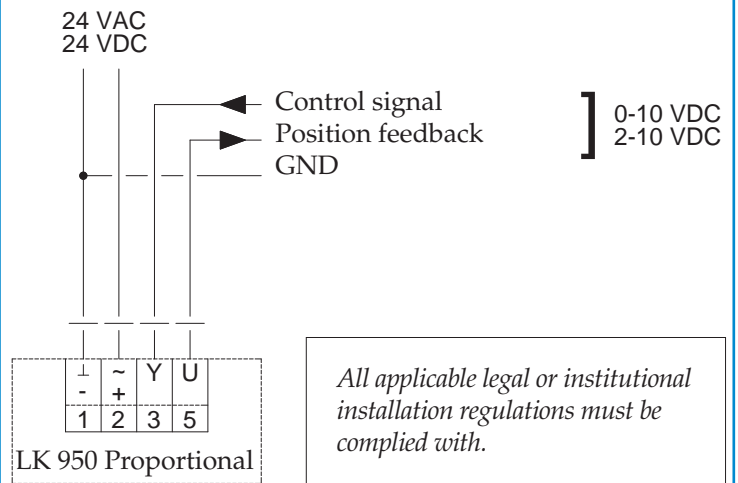 24 VAC
24 VDC
Control signal
Position feedback
GND
0-10 VDC
2-10 VDC
⊥ ~ Y U
- +
1 2 3 5
LK 950 Proportional
All applicable legal or institutional
installation regulations must be
complied with.